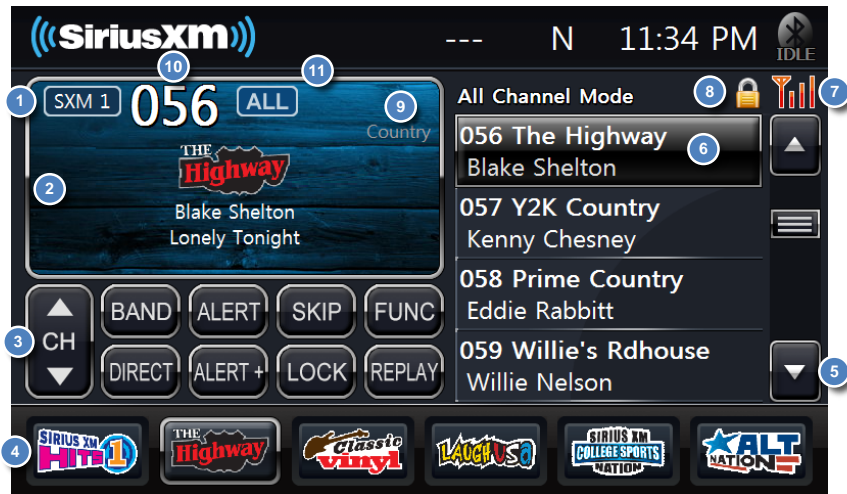 ((SiriusXM))
--- N 11:34 PM
IDLE
10
11
1
SXM 1
056
ALL
9
Country
2
THE
Highway
Blake Shelton
Lonely Tonight
All Channel Mode
8
7
056 The Highway
6
Blake Shelton
057 Y2K Country
Kenny Chesney
058 Prime Country
Eddie Rabbitt
059 Willie's Rdhouse
Willie Nelson
5
3
CH
BAND
ALERT
SKIP
FUNC
DIRECT
ALERT +
LOCK
REPLAY
4
SIRIUS XM
HITS 1
THE
Highway
Classic
vinyl
LAUGH USA
SIRIUS XM
COLLEGE SPORTS
NATION
ALT
NATION